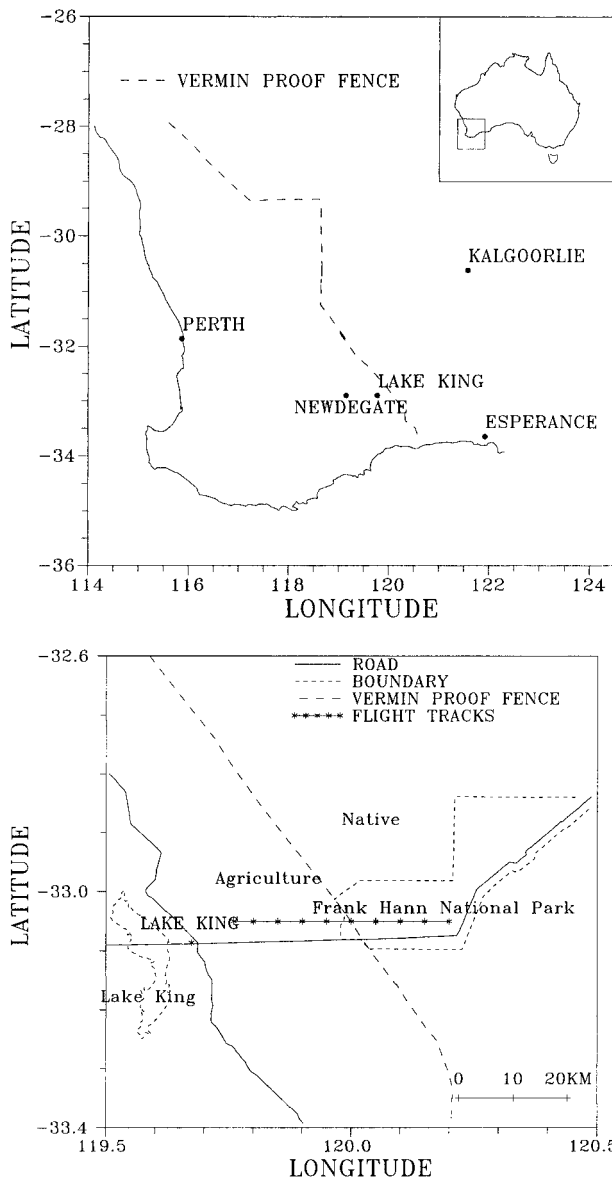 -26
VERMIN PROOF FENCE
-28
-30
KALGOORLIE
LATITUDE
PERTH
-32
LAKE KING
NEWDEGATE
ESPERANCE
-34
-36
114 116 118 120 122 124
LONGITUDE
-32.6
ROAD
BOUNDARY
VERMIN PROOF FENCE
FLIGHT TRACKS
Native
LATITUDE
Agriculture
-33.0
Frank Hann National Park
LAKE KING
Lake King
0 10 20KM
-33.4
119.5 120.0 120.5
LONGITUDE